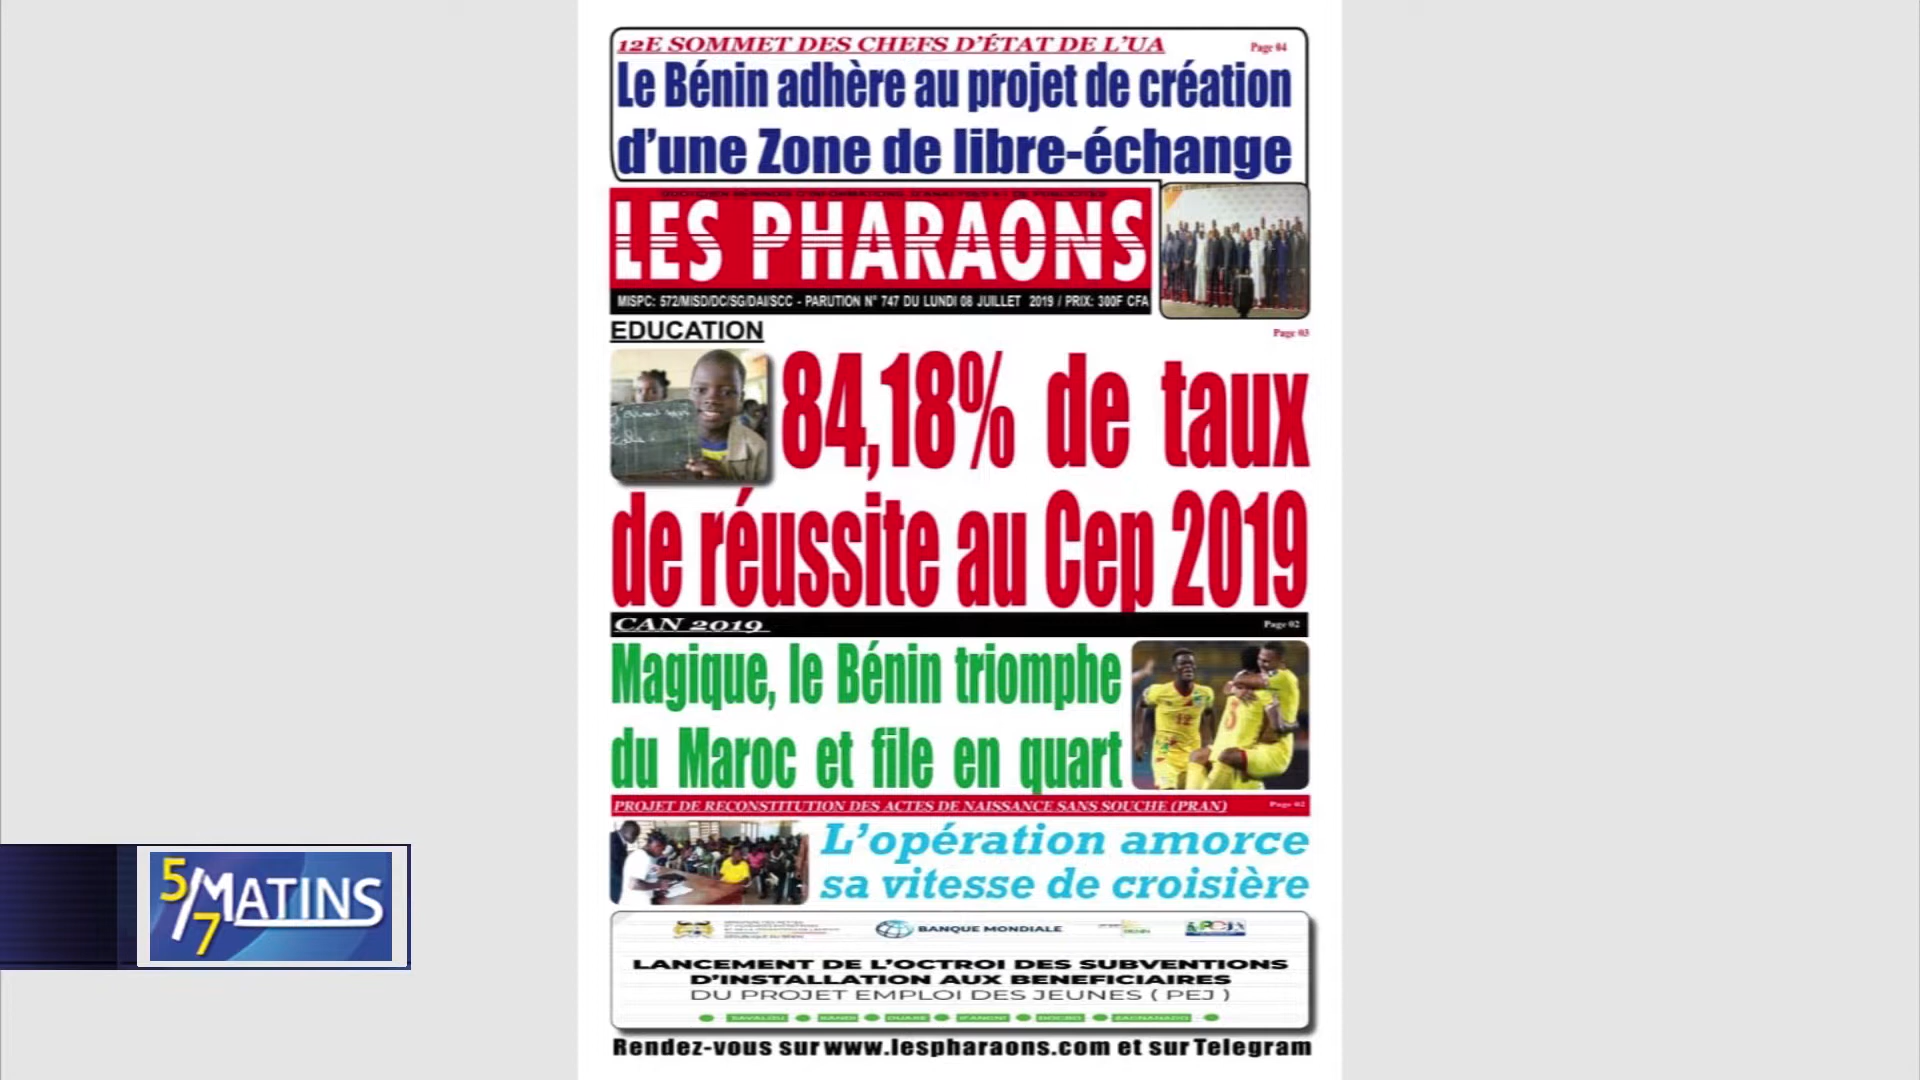 12E SOMMET DES CHEFS D'ÉTAT DE L'UA
Page 04
Le Bénin adhère au projet de création
d'une Zone de libre-échange
LES PHARAONS
MISPC: 572/MISD/DC/SG/DAI/SCC - PARUTION N° 747 DU LUNDI 08 JUILLET 2019 / PRIX: 300F CFA
EDUCATION
Page 03
84,18% de taux
de réussite au Cep 2019
CAN 2019
Page 02
Magique, le Bénin triomphe
du Maroc et file en quart
PROJET DE RECONSTITUTION DES ACTES DE NAISSANCE SANS SOUCHE (PRAN)
Page 02
L'opération amorce
sa vitesse de croisière
5/7 MATINS
BANQUE MONDIALE
LANCEMENT DE L'OCTROI DES SUBVENTIONS
D'INSTALLATION AUX BENEFICIAIRES
DU PROJET EMPLOI DES JEUNES ( PEJ )
Rendez-vous sur www.lespharaons.com et sur Telegram